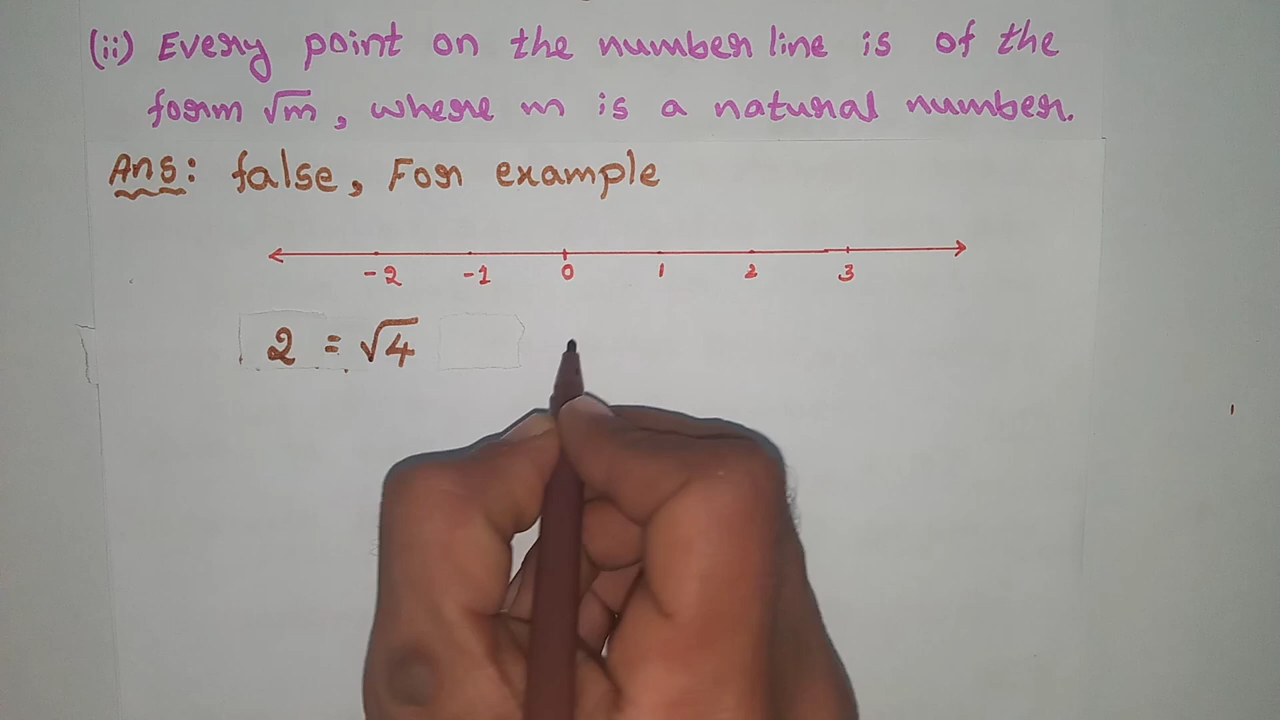 (ii) Every point on the number line is of the
form √m, where m is a natural number.
Ans: false, For example
-2 -1 0 1 2 3
2 = √4